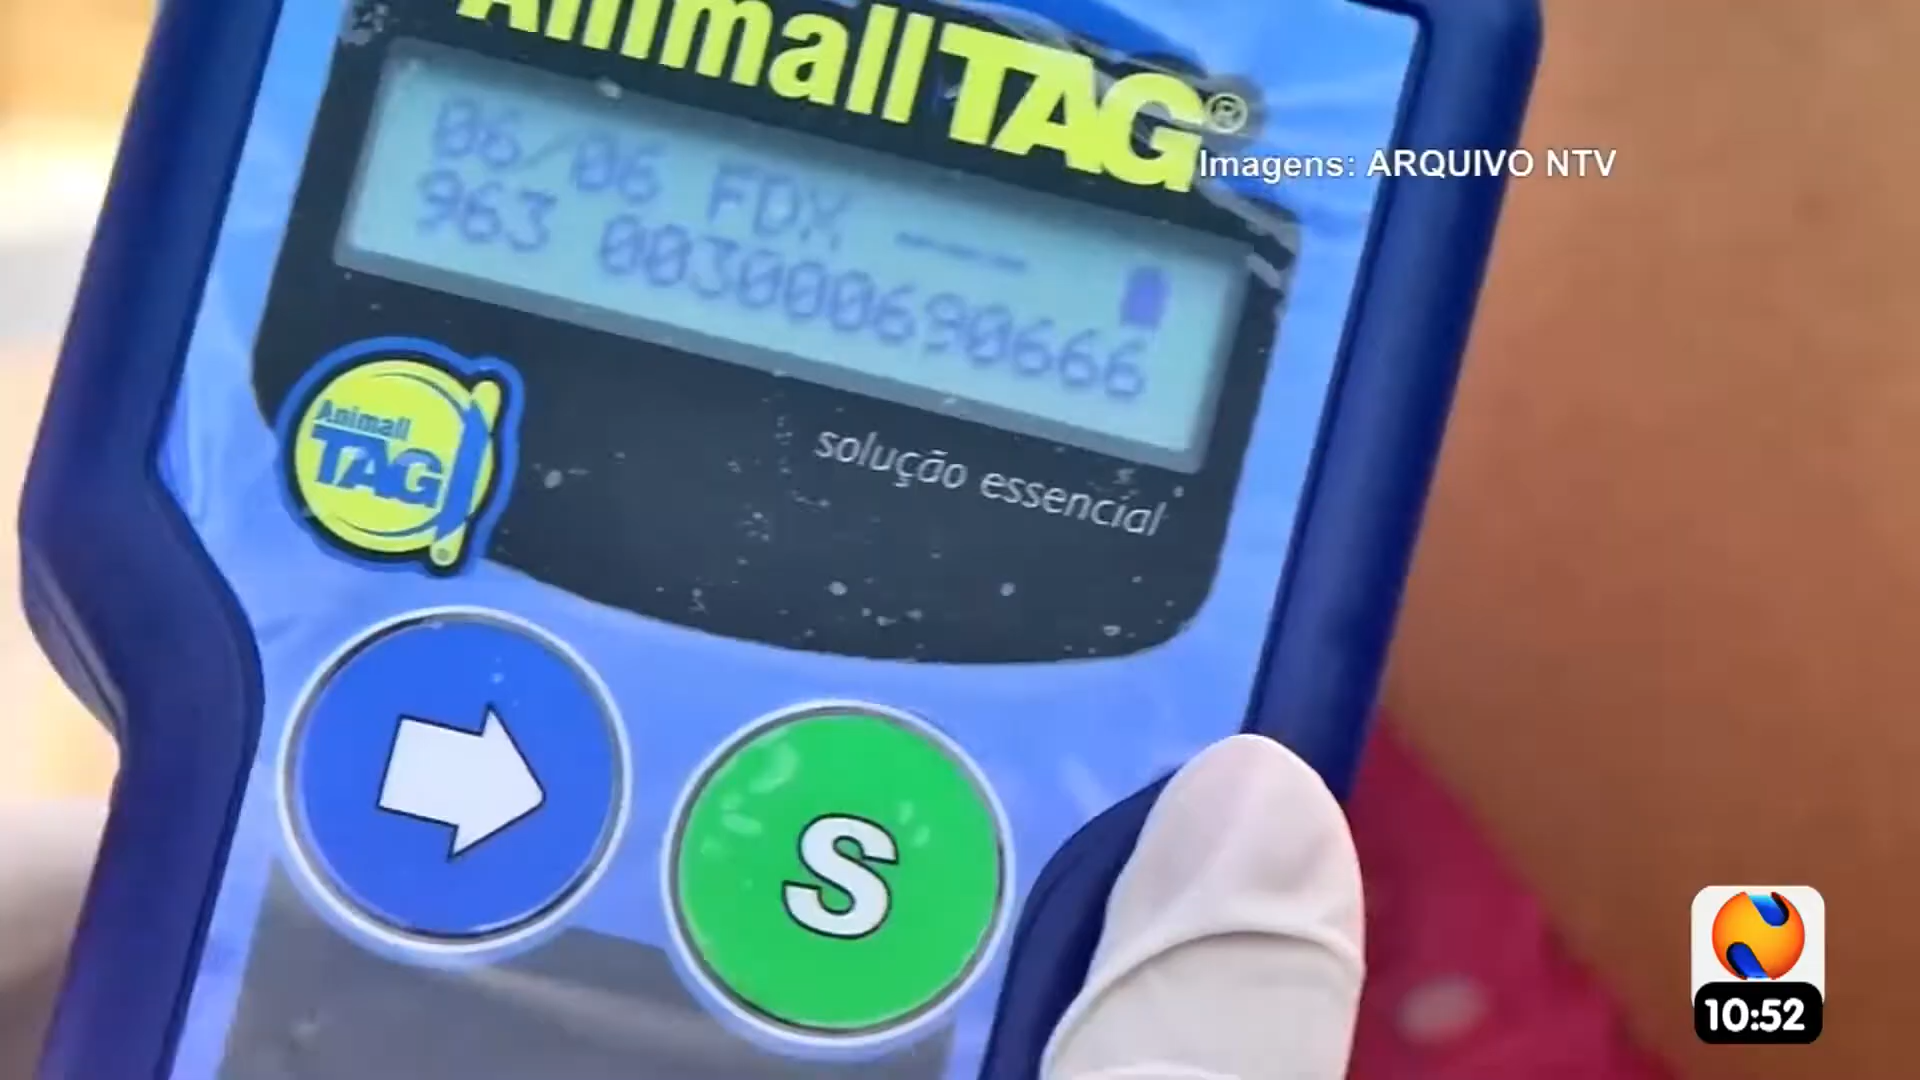 AnimallTAG®
Imagens: ARQUIVO NTV
06/06 FDX ----
963 003000690666
Animall
TAG
solução essencial
S
10:52